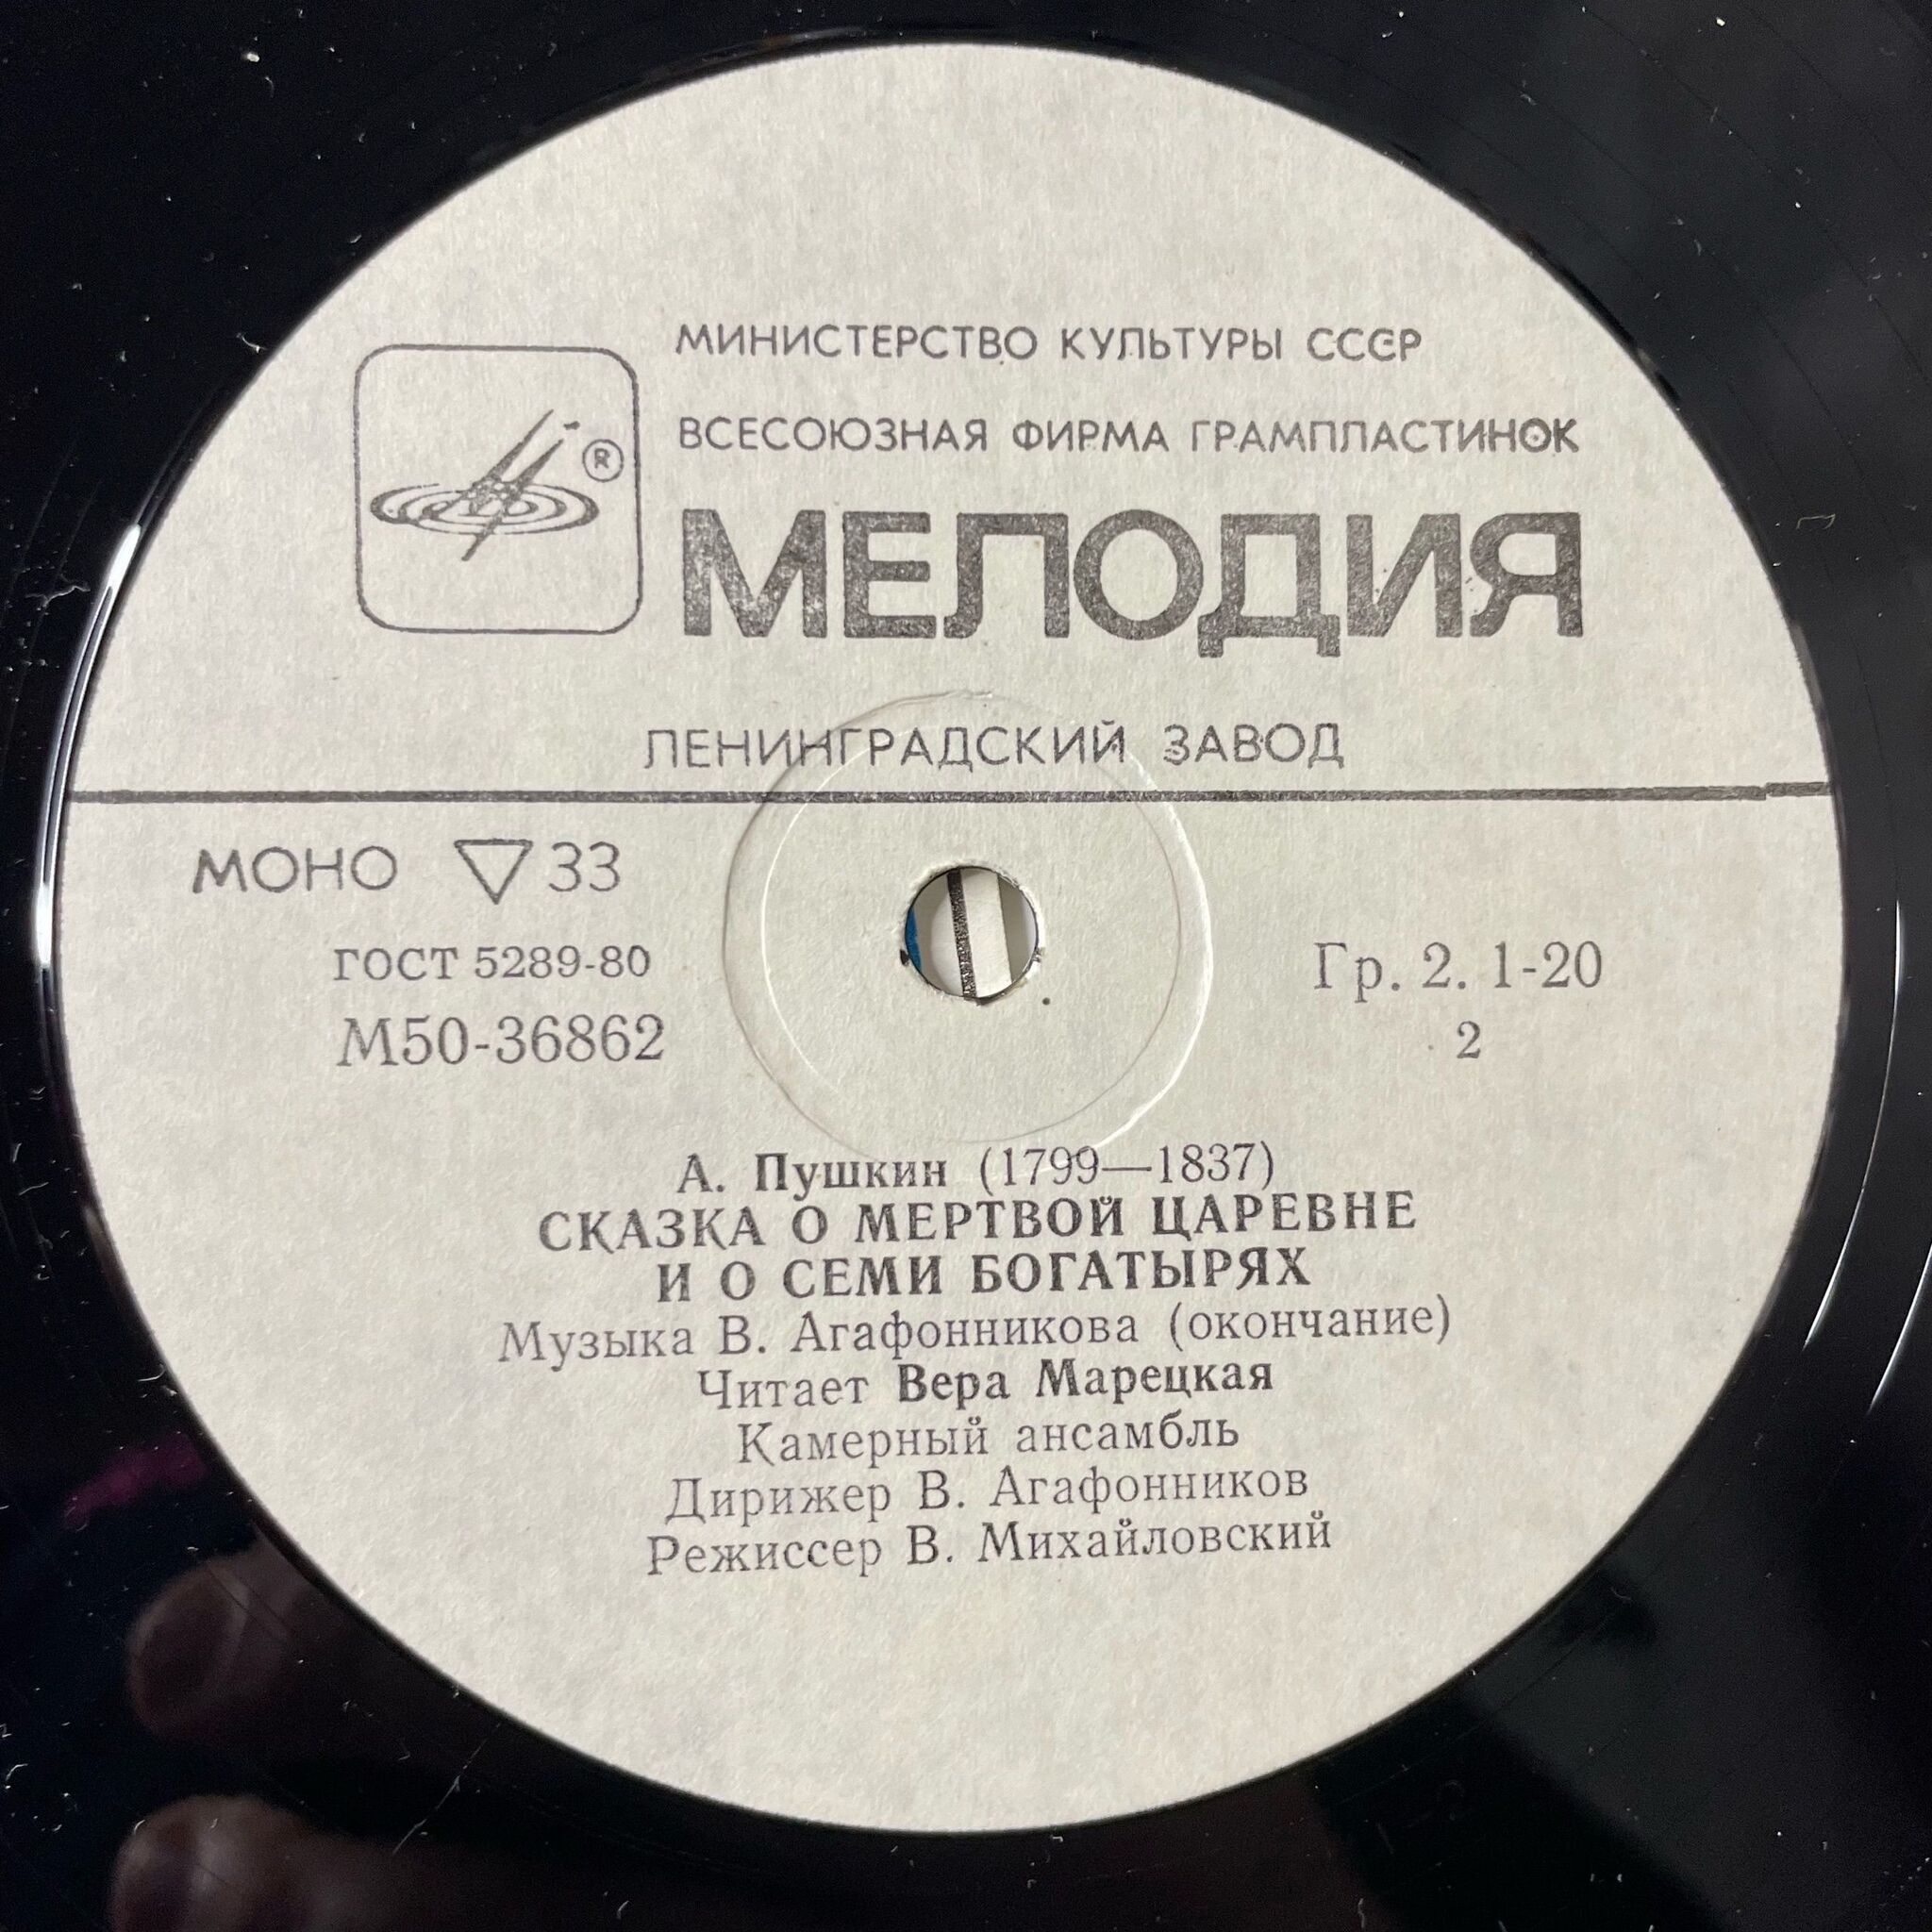 МИНИСТЕРСТВО КУЛЬТУРЫ СССР
ВСЕСОЮЗНАЯ ФИРМА ГРАМПЛАСТИНОК
®
МЕЛОДИЯ
ЛЕНИНГРАДСКИЙ ЗАВОД
МОНО ▽ 33
ГОСТ 5289-80
М50-36862
Гр. 2. 1-20
2
А. Пушкин (1799—1837)
СКАЗКА О МЕРТВОЙ ЦАРЕВНЕ
И О СЕМИ БОГАТЫРЯХ
Музыка В. Агафонникова (окончание)
Читает Вера Марецкая
Камерный ансамбль
Дирижер В. Агафонников
Режиссер В. Михайловский